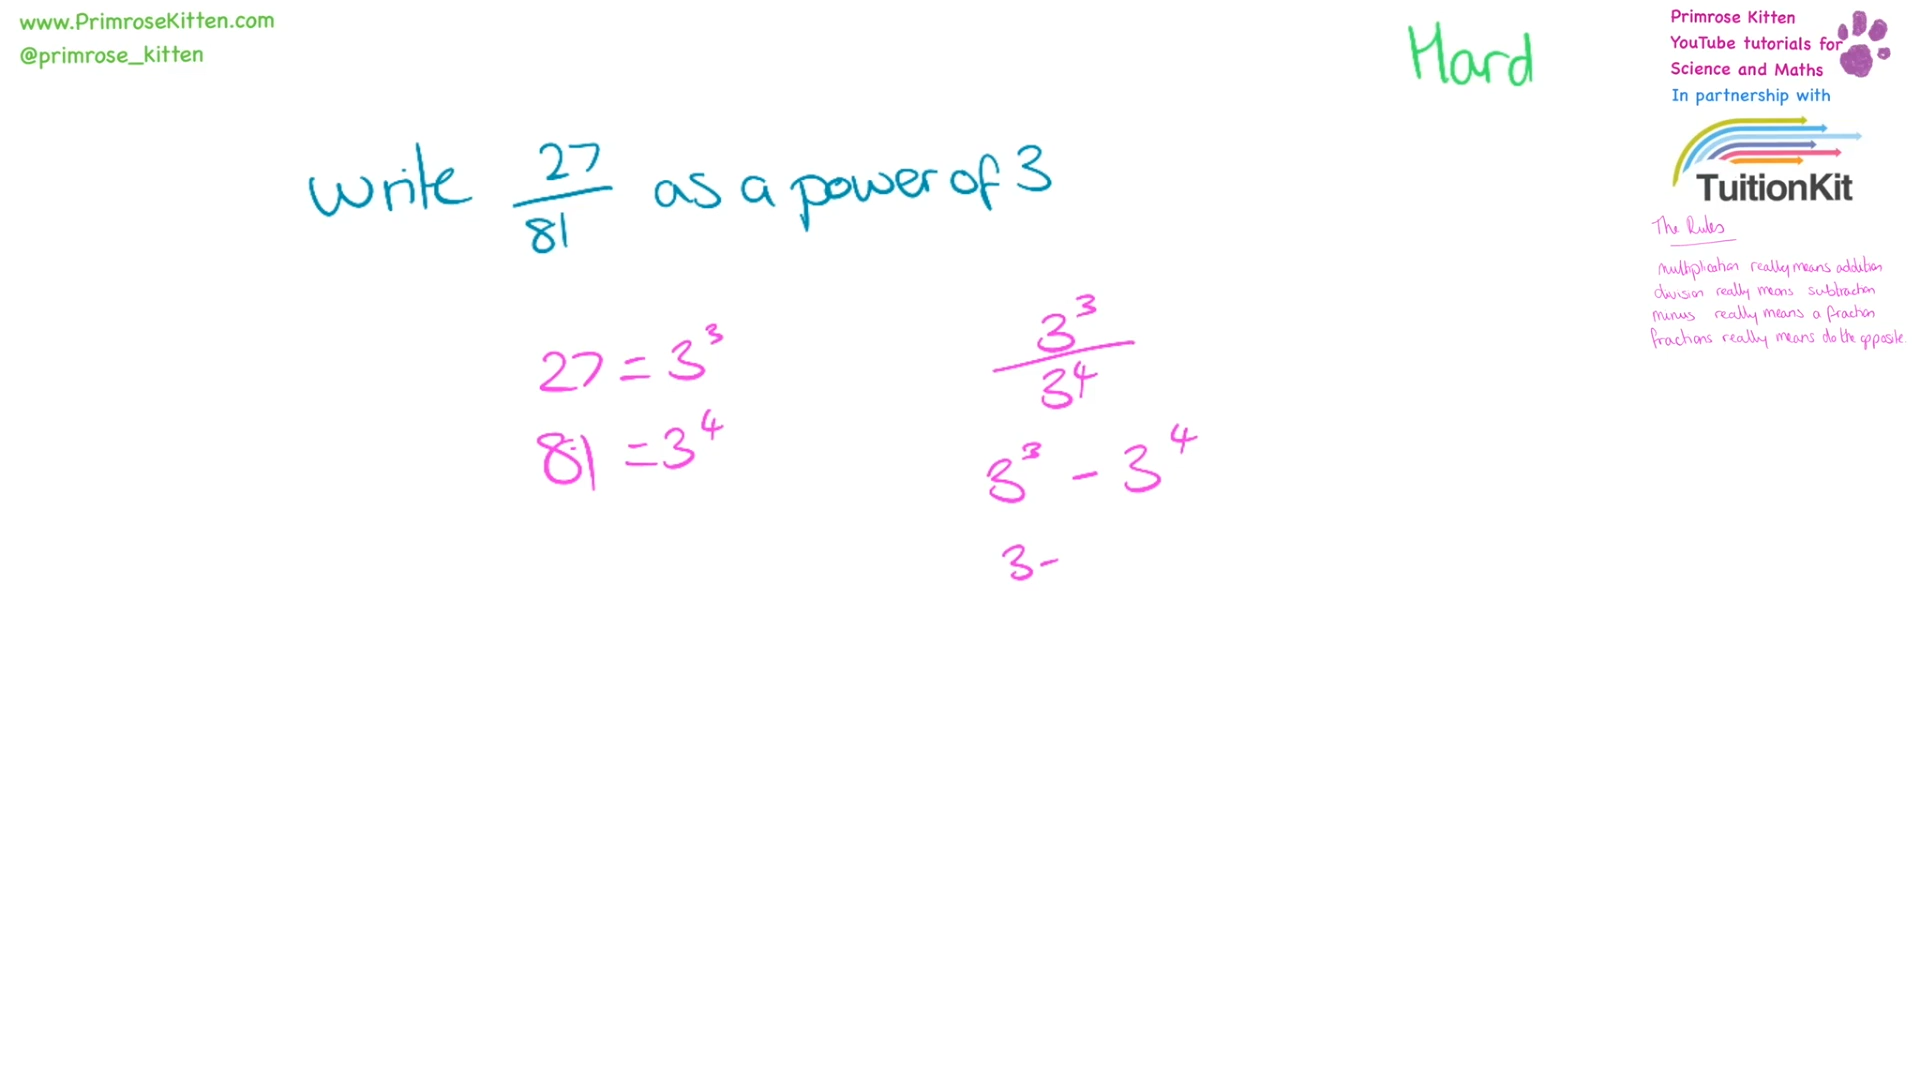 www.PrimroseKitten.com
@primrose_kitten
Hard
Primrose Kitten
YouTube tutorials for
Science and Maths
In partnership with
TuitionKit
The Rules
multiplication really means addition
division really means subtraction
minus really means a fraction
fractions really means do the opposite.
write 27/81 as a power of 3
27 = 3³
81 = 3⁴
3³
3⁴
3³ - 3⁴
3-